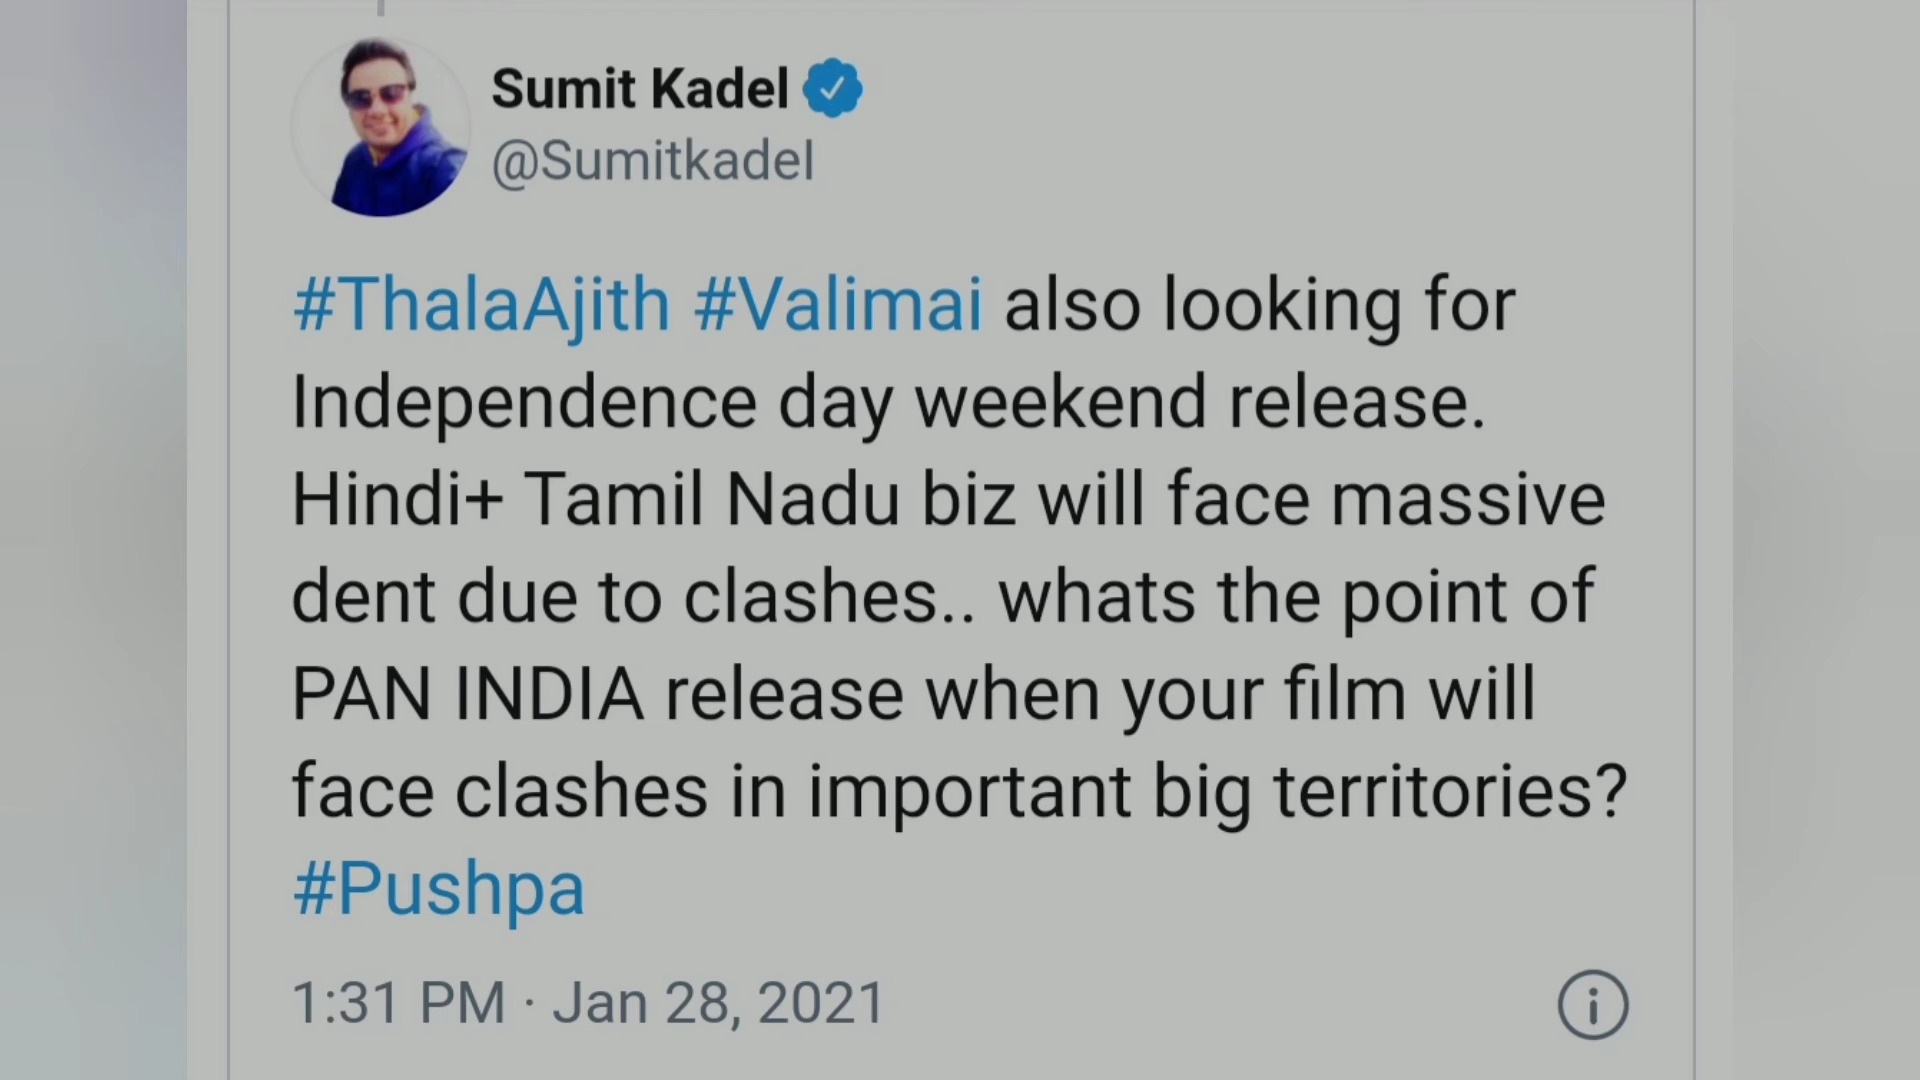 Sumit Kadel
@Sumitkadel
#ThalaAjith #Valimai also looking for
Independence day weekend release.
Hindi+ Tamil Nadu biz will face massive
dent due to clashes.. whats the point of
PAN INDIA release when your film will
face clashes in important big territories?
#Pushpa
1:31 PM · Jan 28, 2021